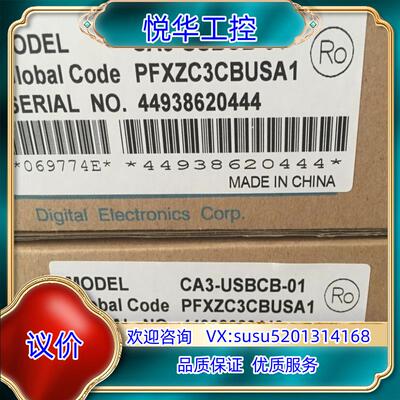 悦华工控
MODEL
Global Code PFXZC3CBUSA1
SERIAL NO. 44938620444
Ro
*069774E*
*44938620444*
MADE IN CHINA
Digital Electronics Corp.
MODEL CA3-USBCB-01
Global Code PFXZC3CBUSA1
Ro
议价
欢迎咨询 VX:susu5201314168
品质保证 优质服务